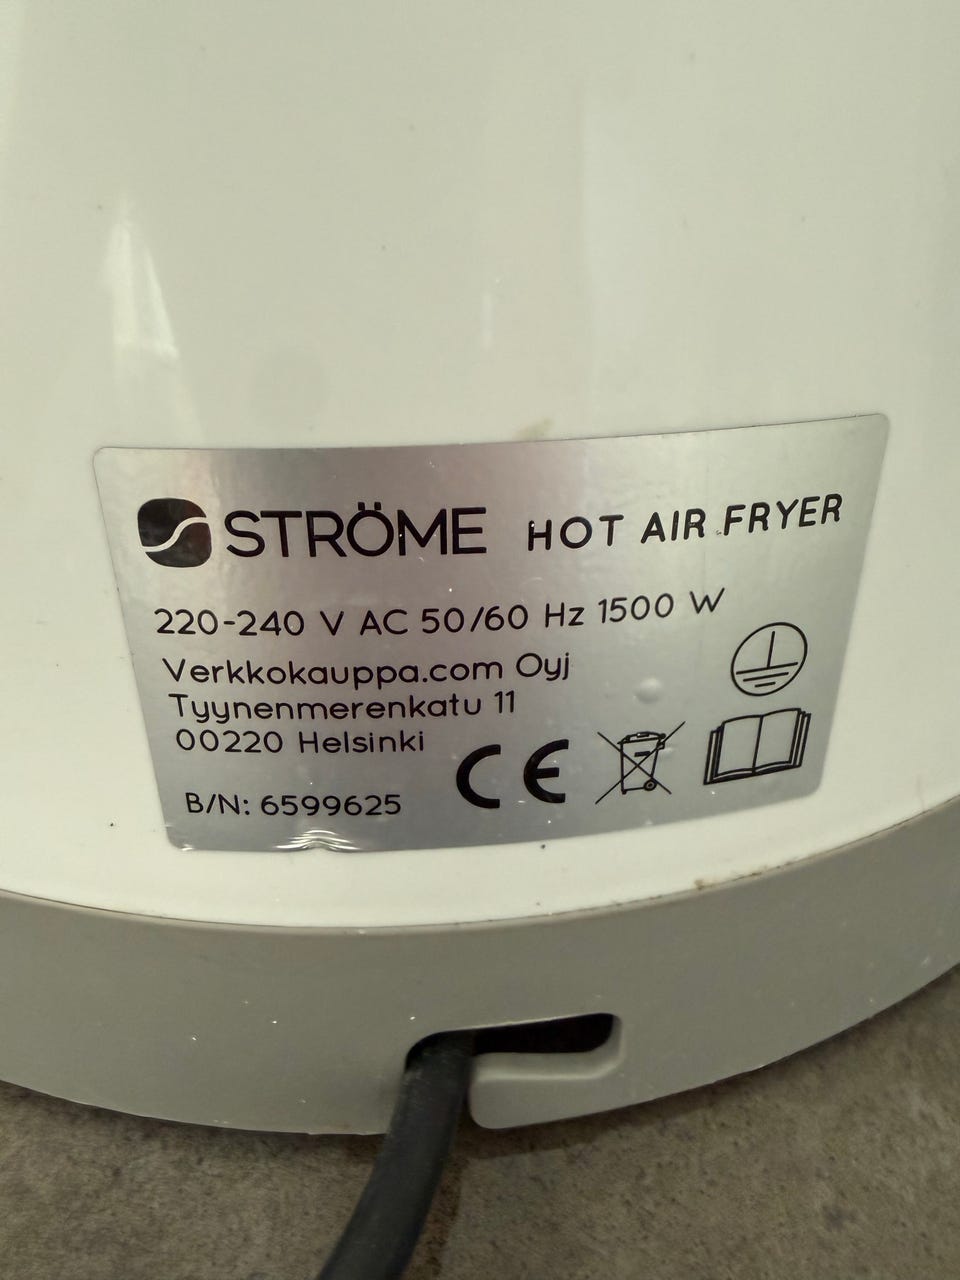 STRÖME HOT AIR FRYER
220-240 V AC 50/60 Hz 1500 W
Verkkokauppa.com Oyj
Tyynenmerenkatu 11
00220 Helsinki
B/N: 6599625
CE